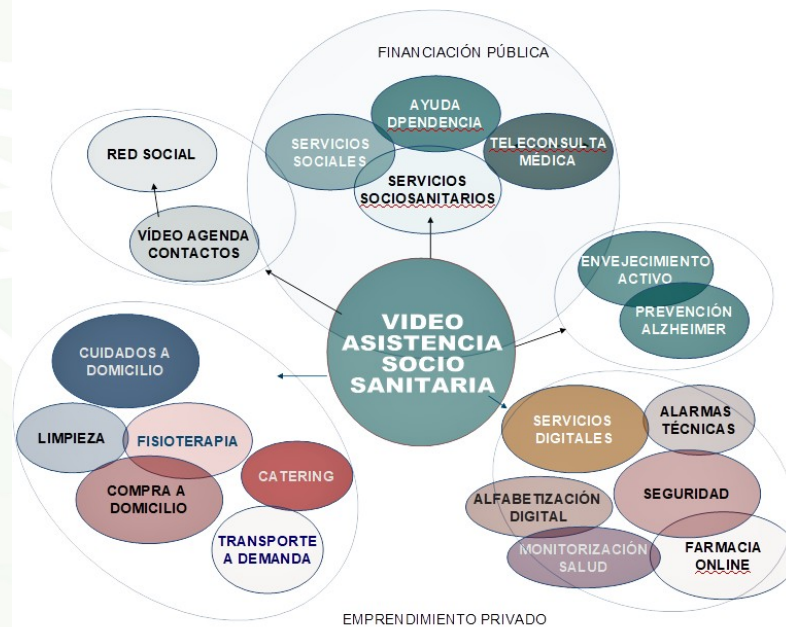 FINANCIACIÓN PÚBLICA
AYUDA
DPENDENCIA
SERVICIOS
SOCIALES
TELECONSULTA
MÉDICA
SERVICIOS
SOCIOSANITARIOS
RED SOCIAL
VÍDEO AGENDA
CONTACTOS
ENVEJECIMIENTO
ACTIVO
PREVENCIÓN
ALZHEIMER
VIDEO
ASISTENCIA
SOCIO
SANITARIA
CUIDADOS A
DOMICILIO
LIMPIEZA
FISIOTERAPIA
COMPRA A
DOMICILIO
CATERING
TRANSPORTE
A DEMANDA
SERVICIOS
DIGITALES
ALARMAS
TÉCNICAS
SEGURIDAD
ALFABETIZACIÓN
DIGITAL
MONITORIZACIÓN
SALUD
FARMACIA
ONLINE
EMPRENDIMIENTO PRIVADO